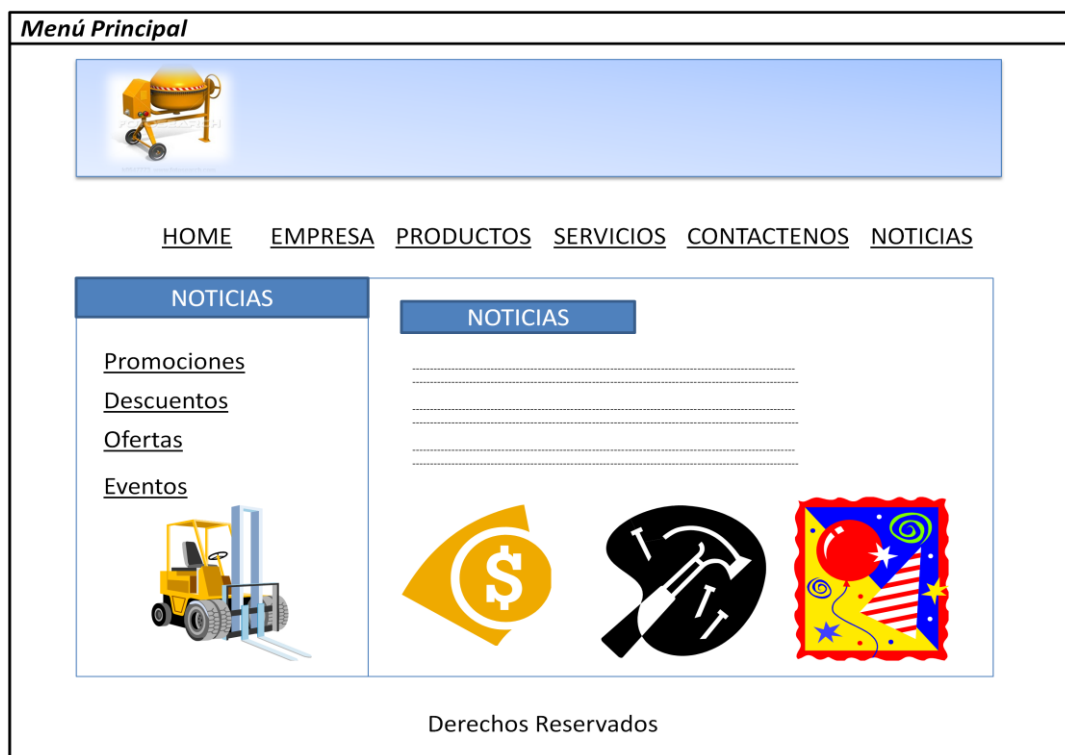 Menú Principal
HOME EMPRESA PRODUCTOS SERVICIOS CONTACTENOS NOTICIAS
NOTICIAS
Promociones
Descuentos
Ofertas
Eventos
NOTICIAS
$
Derechos Reservados